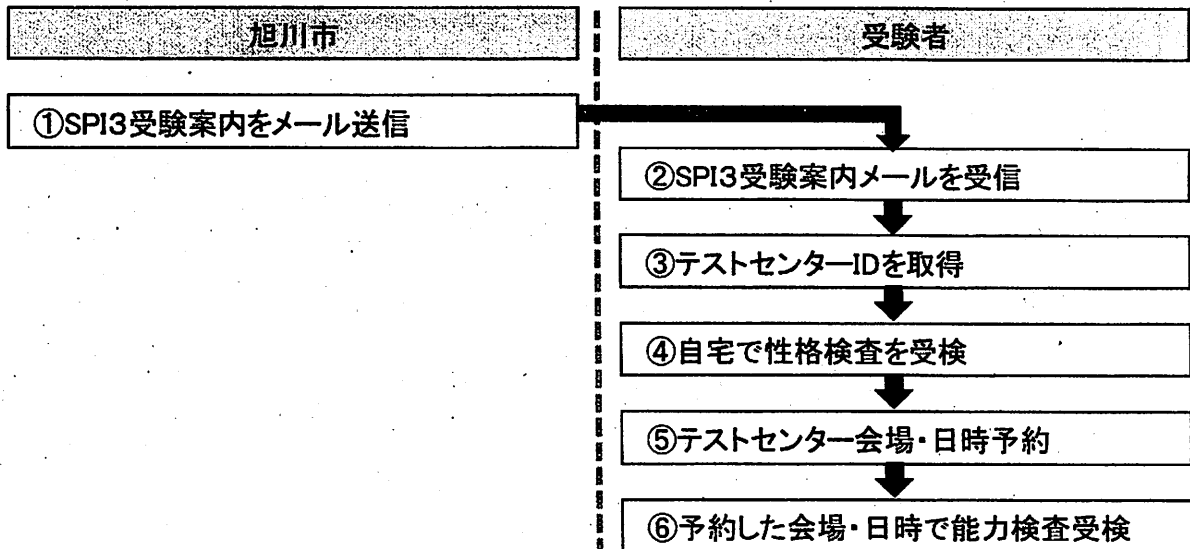 旭川市
受験者
①SPI3受験案内をメール送信
②SPI3受験案内メールを受信
③テストセンターIDを取得
④自宅で性格検査を受検
⑤テストセンター会場・日時予約
⑥予約した会場・日時で能力検査受検